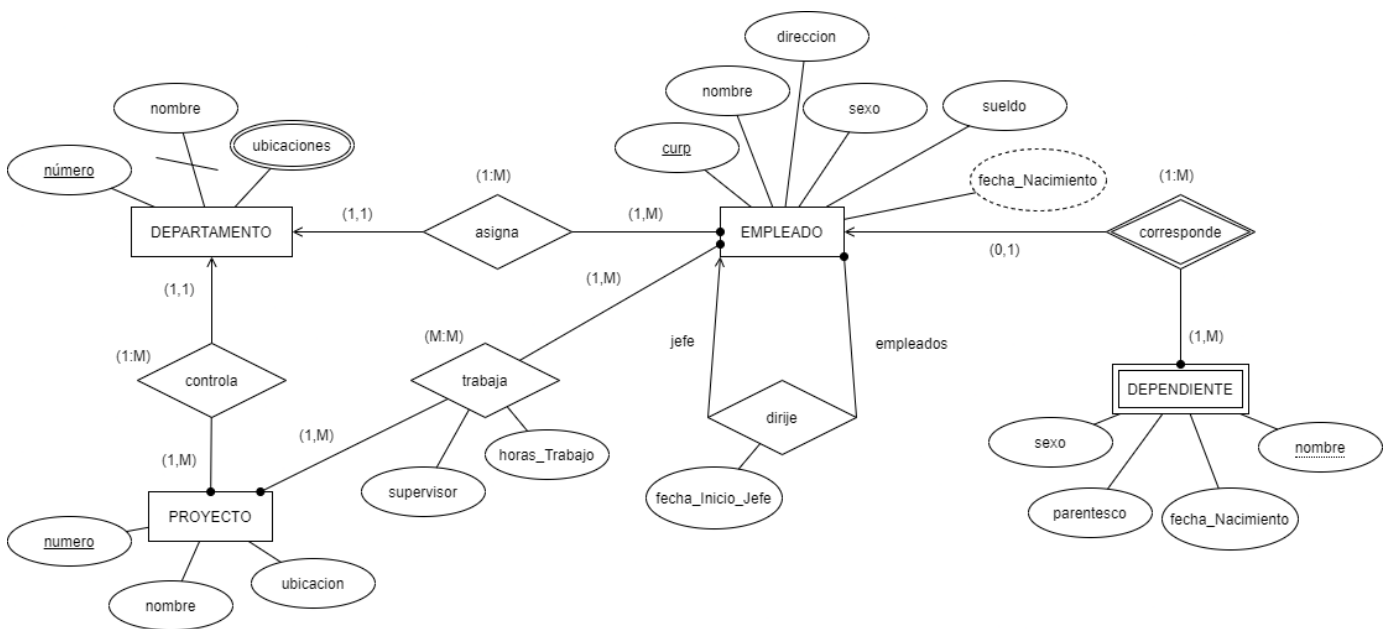 direccion
nombre
nombre
sexo
sueldo
ubicaciones
curp
número
fecha_Nacimiento
(1:M)
(1:M)
(1,1)
(1,M)
DEPARTAMENTO
asigna
EMPLEADO
corresponde
(0,1)
(1,M)
(1,1)
(M:M)
jefe
empleados
(1,M)
(1:M)
controla
trabaja
DEPENDIENTE
dirije
sexo
nombre
(1,M)
horas_Trabajo
(1,M)
supervisor
fecha_Inicio_Jefe
parentesco
fecha_Nacimiento
PROYECTO
numero
ubicacion
nombre